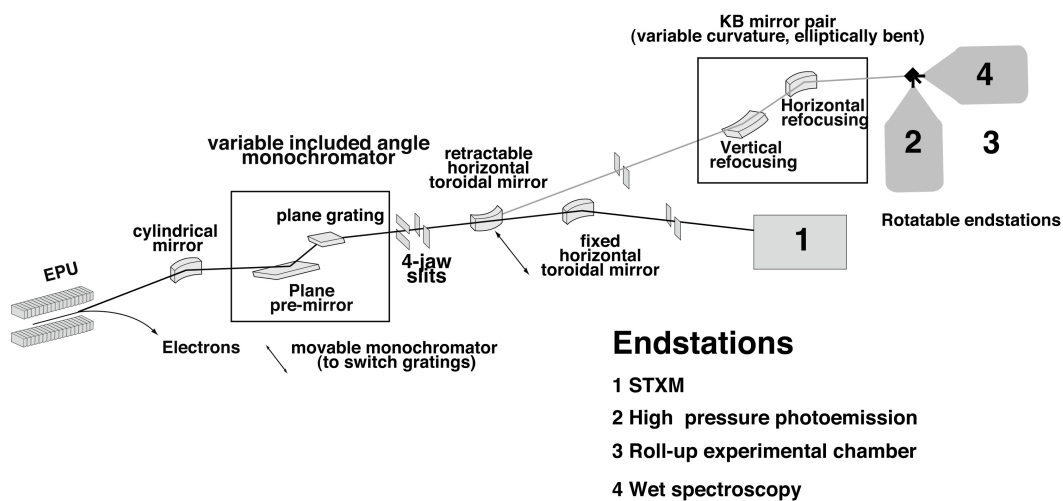 KB mirror pair
(variable curvature, elliptically bent)
4
Horizontal
refocusing
2
3
Vertical
refocusing
variable included angle
monochromator
retractable
horizontal
toroidal mirror
plane grating
Rotatable endstations
cylindrical
mirror
1
fixed
horizontal
toroidal mirror
4-jaw
slits
EPU
Plane
pre-mirror
Electrons
movable monochromator
(to switch gratings)
Endstations
1 STXM
2 High pressure photoemission
3 Roll-up experimental chamber
4 Wet spectroscopy